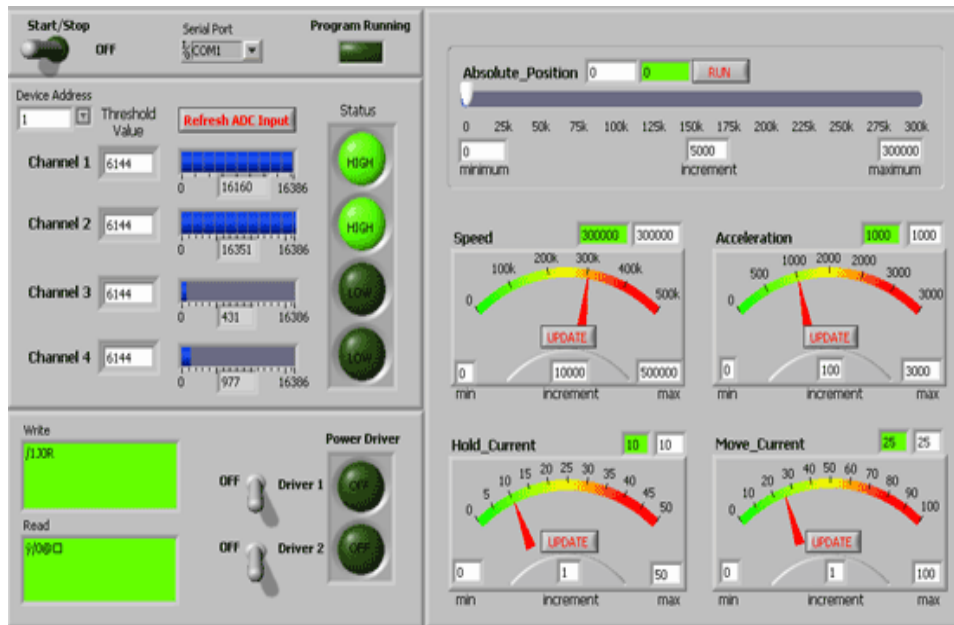 Start/Stop
OFF
Serial Port
COM1
Program Running
Device Address
1
Threshold
Value
Refresh ADC Input
Status
Channel 1
6144
0
16160
16386
HIGH
Channel 2
6144
0
16351
16386
HIGH
Channel 3
6144
0
431
16386
LOW
Channel 4
6144
0
977
16386
LOW
Write
/1J0R
Read
Power Driver
OFF
Driver 1
OFF
OFF
Driver 2
OFF
Absolute_Position
0
0
RUN
0 25k 50k 75k 100k 125k 150k 175k 200k 225k 250k 275k 300k
0
5000
300000
minimum
increment
maximum
Speed
300000
300000
0 100k 200k 300k 400k 500k
UPDATE
0
10000
500000
min
increment
max
Acceleration
1000
1000
0 500 1000 2000 2000 3000 3000
UPDATE
0
100
3000
min
increment
max
Hold_Current
10
10
0 5 10 15 20 25 30 35 40 45 50
UPDATE
0
1
50
min
increment
max
Move_Current
25
25
0 10 20 30 40 50 60 70 80 90 100
UPDATE
0
1
100
min
increment
max